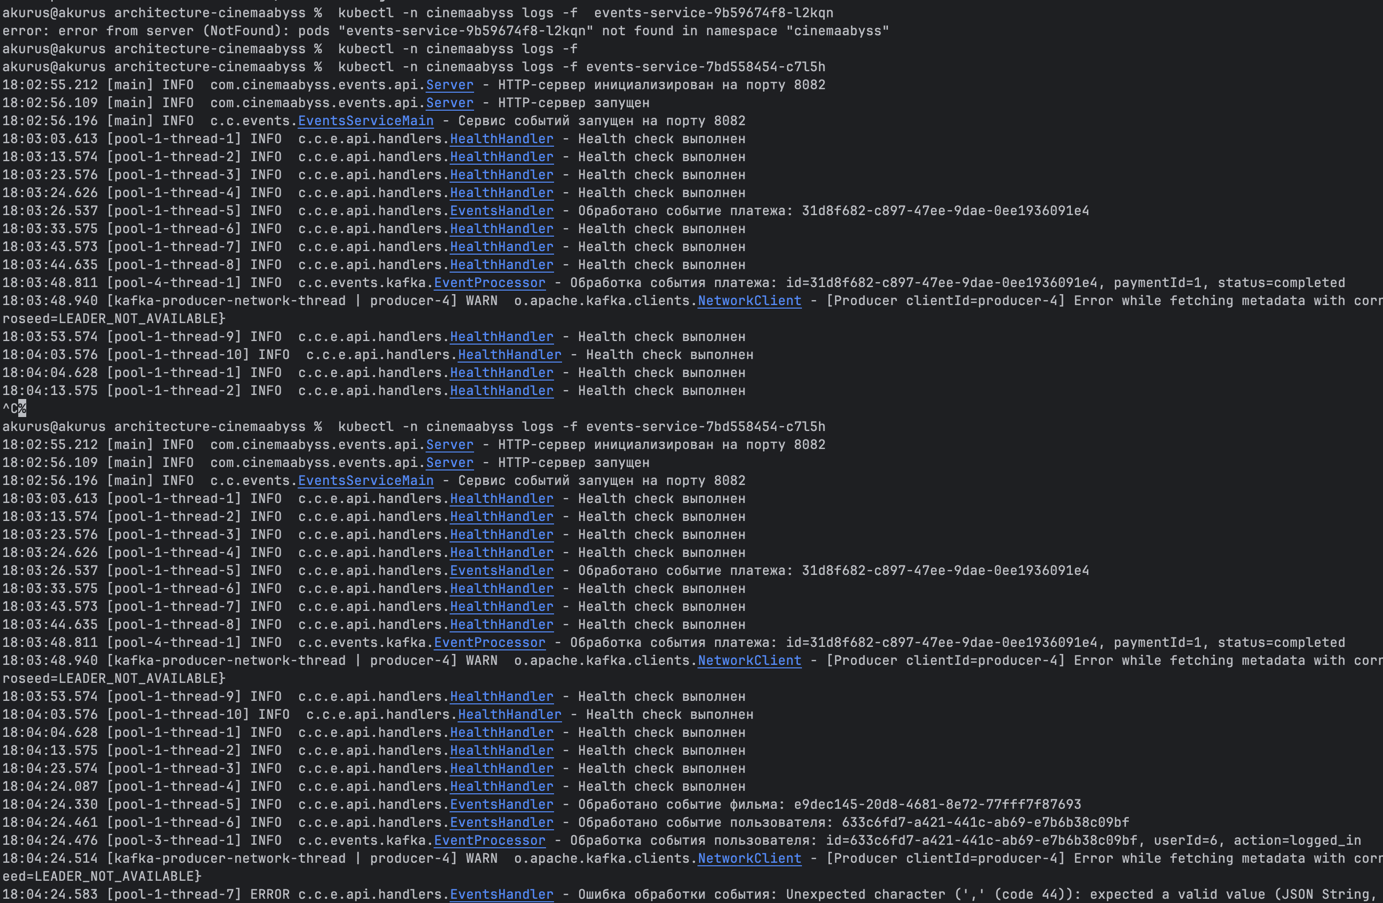 akurus@akurus architecture-cinemaabyss %  kubectl -n cinemaabyss logs -f  events-service-9b59674f8-l2kqn
error: error from server (NotFound): pods "events-service-9b59674f8-l2kqn" not found in namespace "cinemaabyss"
akurus@akurus architecture-cinemaabyss %  kubectl -n cinemaabyss logs -f
akurus@akurus architecture-cinemaabyss %  kubectl -n cinemaabyss logs -f events-service-7bd558454-c7l5h
18:02:55.212 [main] INFO  com.cinemaabyss.events.api.Server - HTTP-сервер инициализирован на порту 8082
18:02:56.109 [main] INFO  com.cinemaabyss.events.api.Server - HTTP-сервер запущен
18:02:56.196 [main] INFO  c.c.events.EventsServiceMain - Сервис событий запущен на порту 8082
18:03:03.613 [pool-1-thread-1] INFO  c.c.e.api.handlers.HealthHandler - Health check выполнен
18:03:13.574 [pool-1-thread-2] INFO  c.c.e.api.handlers.HealthHandler - Health check выполнен
18:03:23.576 [pool-1-thread-3] INFO  c.c.e.api.handlers.HealthHandler - Health check выполнен
18:03:24.626 [pool-1-thread-4] INFO  c.c.e.api.handlers.HealthHandler - Health check выполнен
18:03:26.537 [pool-1-thread-5] INFO  c.c.e.api.handlers.EventsHandler - Обработано событие платежа: 31d8f682-c897-47ee-9dae-0ee1936091e4
18:03:33.575 [pool-1-thread-6] INFO  c.c.e.api.handlers.HealthHandler - Health check выполнен
18:03:43.573 [pool-1-thread-7] INFO  c.c.e.api.handlers.HealthHandler - Health check выполнен
18:03:44.635 [pool-1-thread-8] INFO  c.c.e.api.handlers.HealthHandler - Health check выполнен
18:03:48.811 [pool-4-thread-1] INFO  c.c.events.kafka.EventProcessor - Обработка события платежа: id=31d8f682-c897-47ee-9dae-0ee1936091e4, paymentId=1, status=completed
18:03:48.940 [kafka-producer-network-thread | producer-4] WARN  o.apache.kafka.clients.NetworkClient - [Producer clientId=producer-4] Error while fetching metadata with corr
roseed=LEADER_NOT_AVAILABLE}
18:03:53.574 [pool-1-thread-9] INFO  c.c.e.api.handlers.HealthHandler - Health check выполнен
18:04:03.576 [pool-1-thread-10] INFO  c.c.e.api.handlers.HealthHandler - Health check выполнен
18:04:04.628 [pool-1-thread-1] INFO  c.c.e.api.handlers.HealthHandler - Health check выполнен
18:04:13.575 [pool-1-thread-2] INFO  c.c.e.api.handlers.HealthHandler - Health check выполнен
^C%
akurus@akurus architecture-cinemaabyss %  kubectl -n cinemaabyss logs -f events-service-7bd558454-c7l5h
18:02:55.212 [main] INFO  com.cinemaabyss.events.api.Server - HTTP-сервер инициализирован на порту 8082
18:02:56.109 [main] INFO  com.cinemaabyss.events.api.Server - HTTP-сервер запущен
18:02:56.196 [main] INFO  c.c.events.EventsServiceMain - Сервис событий запущен на порту 8082
18:03:03.613 [pool-1-thread-1] INFO  c.c.e.api.handlers.HealthHandler - Health check выполнен
18:03:13.574 [pool-1-thread-2] INFO  c.c.e.api.handlers.HealthHandler - Health check выполнен
18:03:23.576 [pool-1-thread-3] INFO  c.c.e.api.handlers.HealthHandler - Health check выполнен
18:03:24.626 [pool-1-thread-4] INFO  c.c.e.api.handlers.HealthHandler - Health check выполнен
18:03:26.537 [pool-1-thread-5] INFO  c.c.e.api.handlers.EventsHandler - Обработано событие платежа: 31d8f682-c897-47ee-9dae-0ee1936091e4
18:03:33.575 [pool-1-thread-6] INFO  c.c.e.api.handlers.HealthHandler - Health check выполнен
18:03:43.573 [pool-1-thread-7] INFO  c.c.e.api.handlers.HealthHandler - Health check выполнен
18:03:44.635 [pool-1-thread-8] INFO  c.c.e.api.handlers.HealthHandler - Health check выполнен
18:03:48.811 [pool-4-thread-1] INFO  c.c.events.kafka.EventProcessor - Обработка события платежа: id=31d8f682-c897-47ee-9dae-0ee1936091e4, paymentId=1, status=completed
18:03:48.940 [kafka-producer-network-thread | producer-4] WARN  o.apache.kafka.clients.NetworkClient - [Producer clientId=producer-4] Error while fetching metadata with corr
roseed=LEADER_NOT_AVAILABLE}
18:03:53.574 [pool-1-thread-9] INFO  c.c.e.api.handlers.HealthHandler - Health check выполнен
18:04:03.576 [pool-1-thread-10] INFO  c.c.e.api.handlers.HealthHandler - Health check выполнен
18:04:04.628 [pool-1-thread-1] INFO  c.c.e.api.handlers.HealthHandler - Health check выполнен
18:04:13.575 [pool-1-thread-2] INFO  c.c.e.api.handlers.HealthHandler - Health check выполнен
18:04:23.574 [pool-1-thread-3] INFO  c.c.e.api.handlers.HealthHandler - Health check выполнен
18:04:24.087 [pool-1-thread-4] INFO  c.c.e.api.handlers.HealthHandler - Health check выполнен
18:04:24.330 [pool-1-thread-5] INFO  c.c.e.api.handlers.EventsHandler - Обработано событие фильма: e9dec145-20d8-4681-8e72-77fff7f87693
18:04:24.461 [pool-1-thread-6] INFO  c.c.e.api.handlers.EventsHandler - Обработано событие пользователя: 633c6fd7-a421-441c-ab69-e7b6b38c09bf
18:04:24.476 [pool-3-thread-1] INFO  c.c.events.kafka.EventProcessor - Обработка события пользователя: id=633c6fd7-a421-441c-ab69-e7b6b38c09bf, userId=6, action=logged_in
18:04:24.514 [kafka-producer-network-thread | producer-4] WARN  o.apache.kafka.clients.NetworkClient - [Producer clientId=producer-4] Error while fetching metadata with corr
eed=LEADER_NOT_AVAILABLE}
18:04:24.583 [pool-1-thread-7] ERROR c.c.e.api.handlers.EventsHandler - Ошибка обработки события: Unexpected character (',' (code 44)): expected a valid value (JSON String,